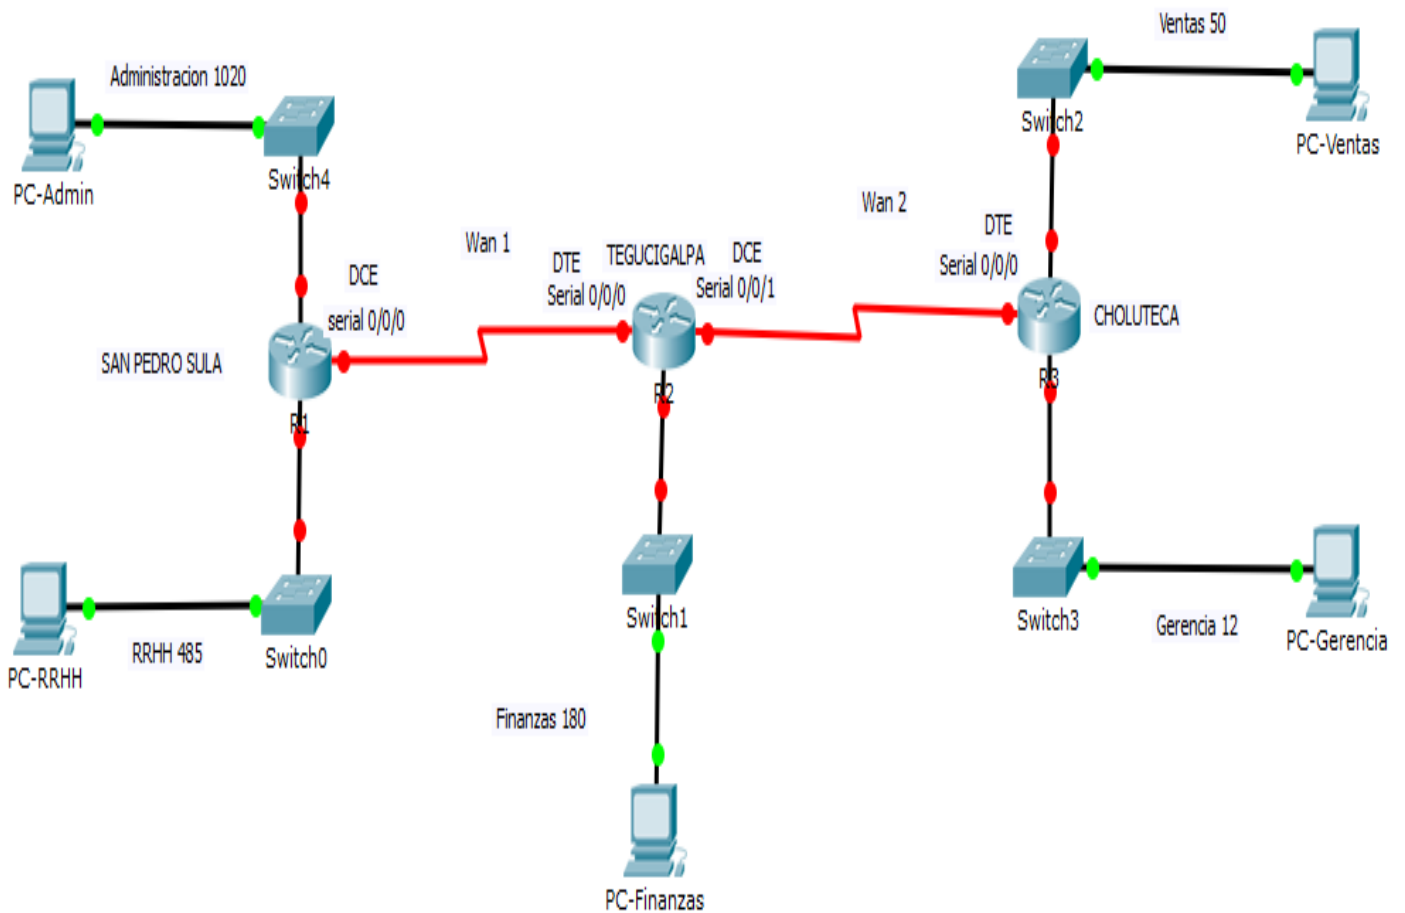 Ventas 50
Administracion 1020
Switch2
PC-Ventas
Switch4
PC-Admin
Wan 2
DTE
Wan 1
TEGUCIGALPA
DCE
DTE
Serial 0/0/0
DCE
Serial 0/0/1
Serial 0/0/0
serial 0/0/0
CHOLUTECA
SAN PEDRO SULA
R3
R2
R1
Switch1
Switch3
Gerencia 12
PC-Gerencia
RRHH 485
Switch0
PC-RRHH
Finanzas 180
PC-Finanzas